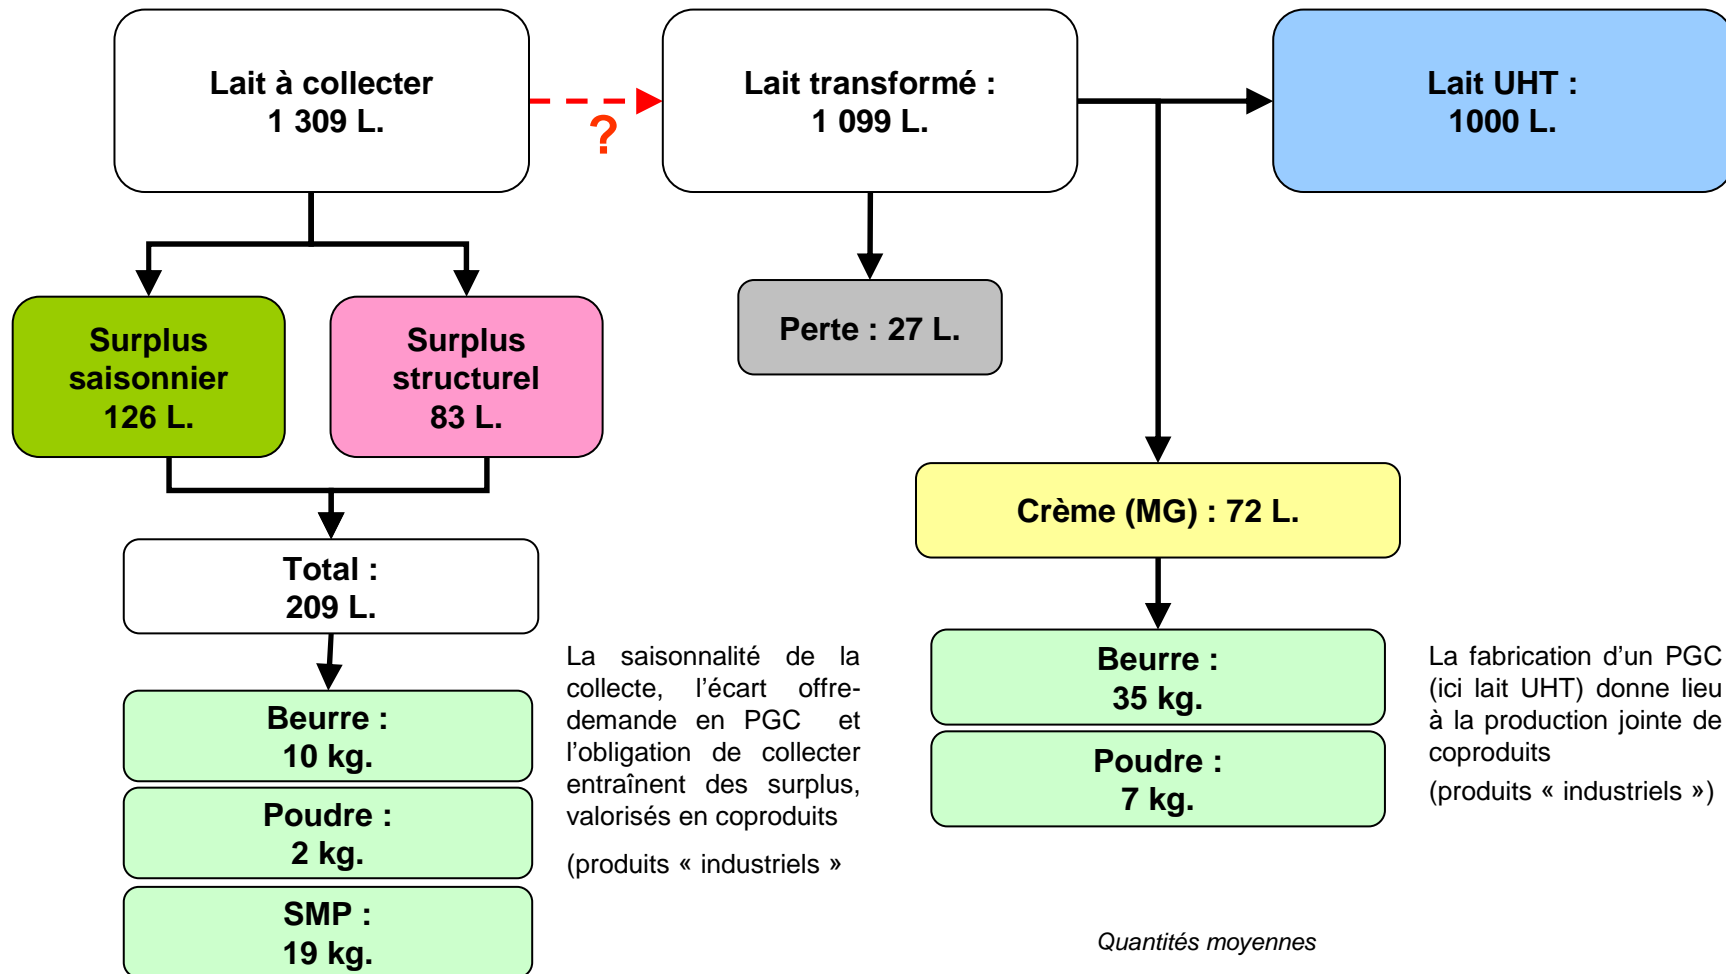 Lait à collecter
1 309 L.
?
Lait transformé :
1 099 L.
Lait UHT :
1000 L.
Perte : 27 L.
Surplus
saisonnier
126 L.
Surplus
structurel
83 L.
Crème (MG) : 72 L.
Total :
209 L.
Beurre :
10 kg.
Poudre :
2 kg.
SMP :
19 kg.
La saisonnalité de la
collecte, l’écart offre-
demande en PGC et
l’obligation de collecter
entraînent des surplus,
valorisés en coproduits
(produits « industriels »
Beurre :
35 kg.
Poudre :
7 kg.
La fabrication d’un PGC
(ici lait UHT) donne lieu
à la production jointe de
coproduits
(produits « industriels »)
Quantités moyennes